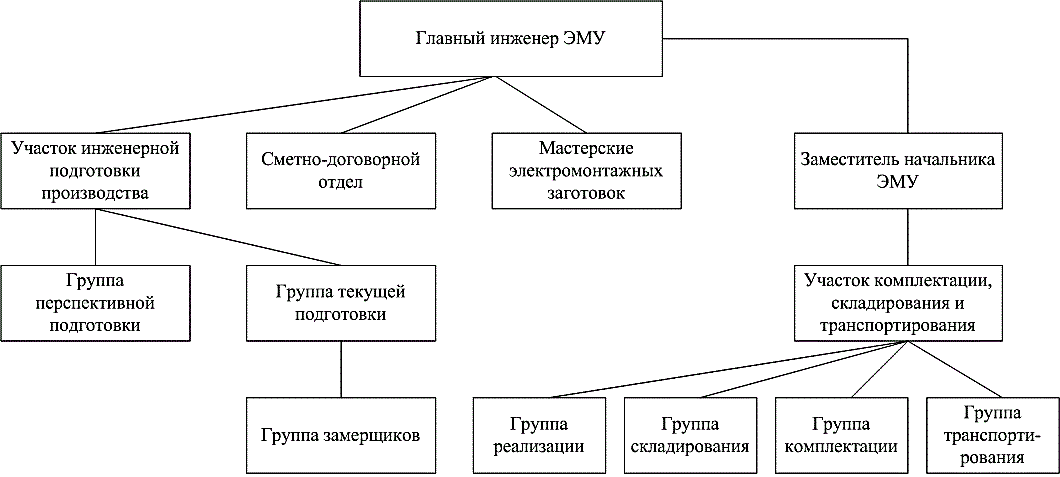 Главный инженер ЭМУ
Участок инженерной
подготовки
производства
Сметно-договорной
отдел
Мастерские
электромонтажных
заготовок
Заместитель начальника
ЭМУ
Группа
перспективной
подготовки
Группа текущей
подготовки
Участок комплектации,
складирования и
транспортирования
Группа замерщиков
Группа
реализации
Группа
складирования
Группа
комплектации
Группа
транспорти-
рования